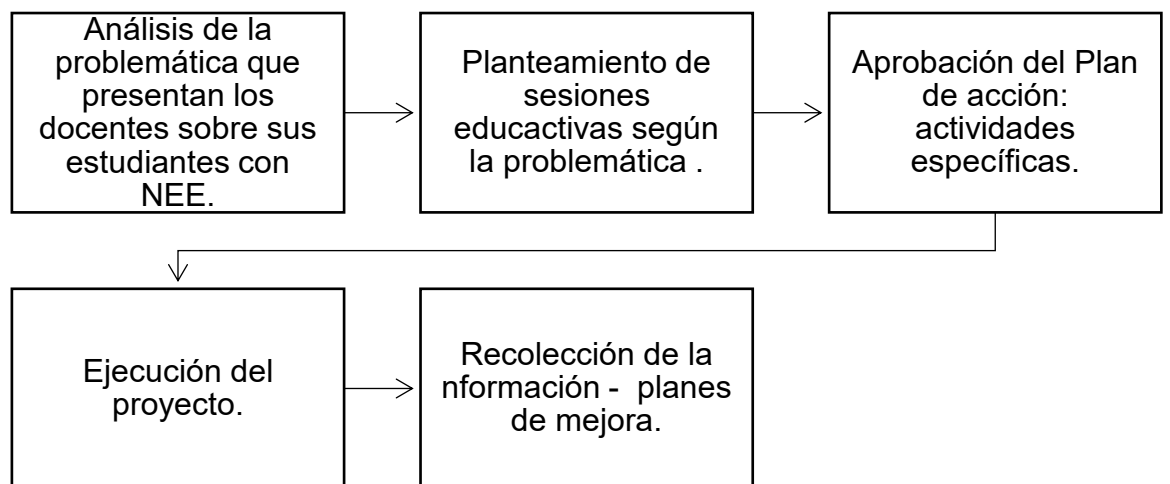 Análisis de la
problemática que
presentan los
docentes sobre sus
estudiantes con
NEE.
Planteamiento de
sesiones
educactivas según
la problemática .
Aprobación del Plan
de acción:
actividades
específicas.
Ejecución del
proyecto.
Recolección de la
nformación -  planes
de mejora.